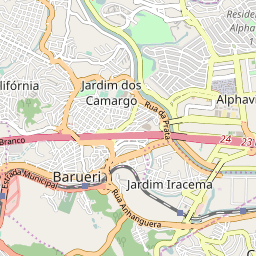 Reside
Alpha
lifórnia
Jardim dos
Camargo
Rua da Prata
Alphav
Branco
24
23
Estrada Municipal
Barueri
Jardim Iracema
Rua Anhanguera